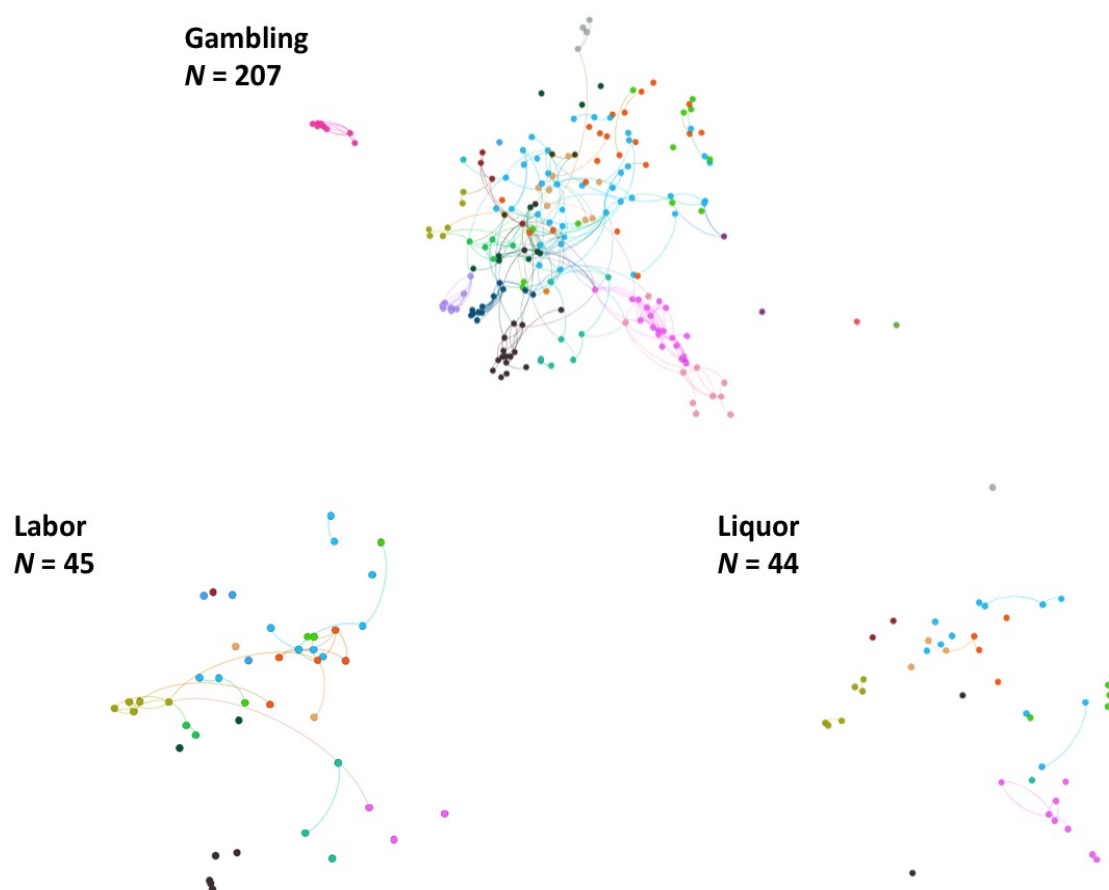 Gambling
N = 207
Labor
N = 45
Liquor
N = 44